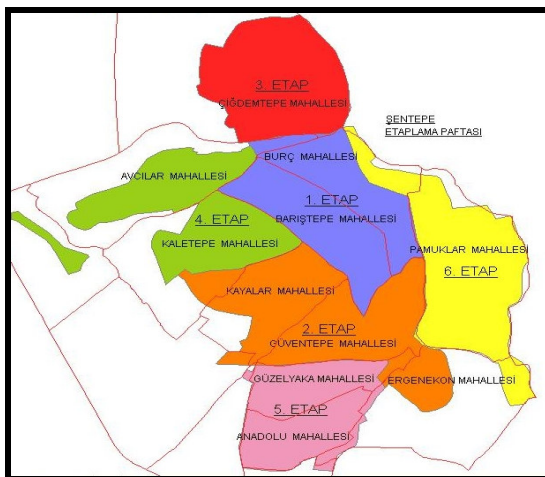 3. ETAP
ÇİĞDEMTEPE MAHALLESİ
ŞENTEPE
ETAPLAMA PAFTASI
BURÇ MAHALLESİ
AVCILAR MAHALLESİ
1. ETAP
BARIŞTEPE MAHALLESİ
4. ETAP
KALETEPE MAHALLESİ
PAMUKLAR MAHALLESİ
6. ETAP
KAYALAR MAHALLESİ
2. ETAP
GÜVENTEPE MAHALLESİ
GÜZELYAKA MAHALLESİ
ERGENEKON MAHALLESİ
5. ETAP
ANADOLU MAHALLESİ